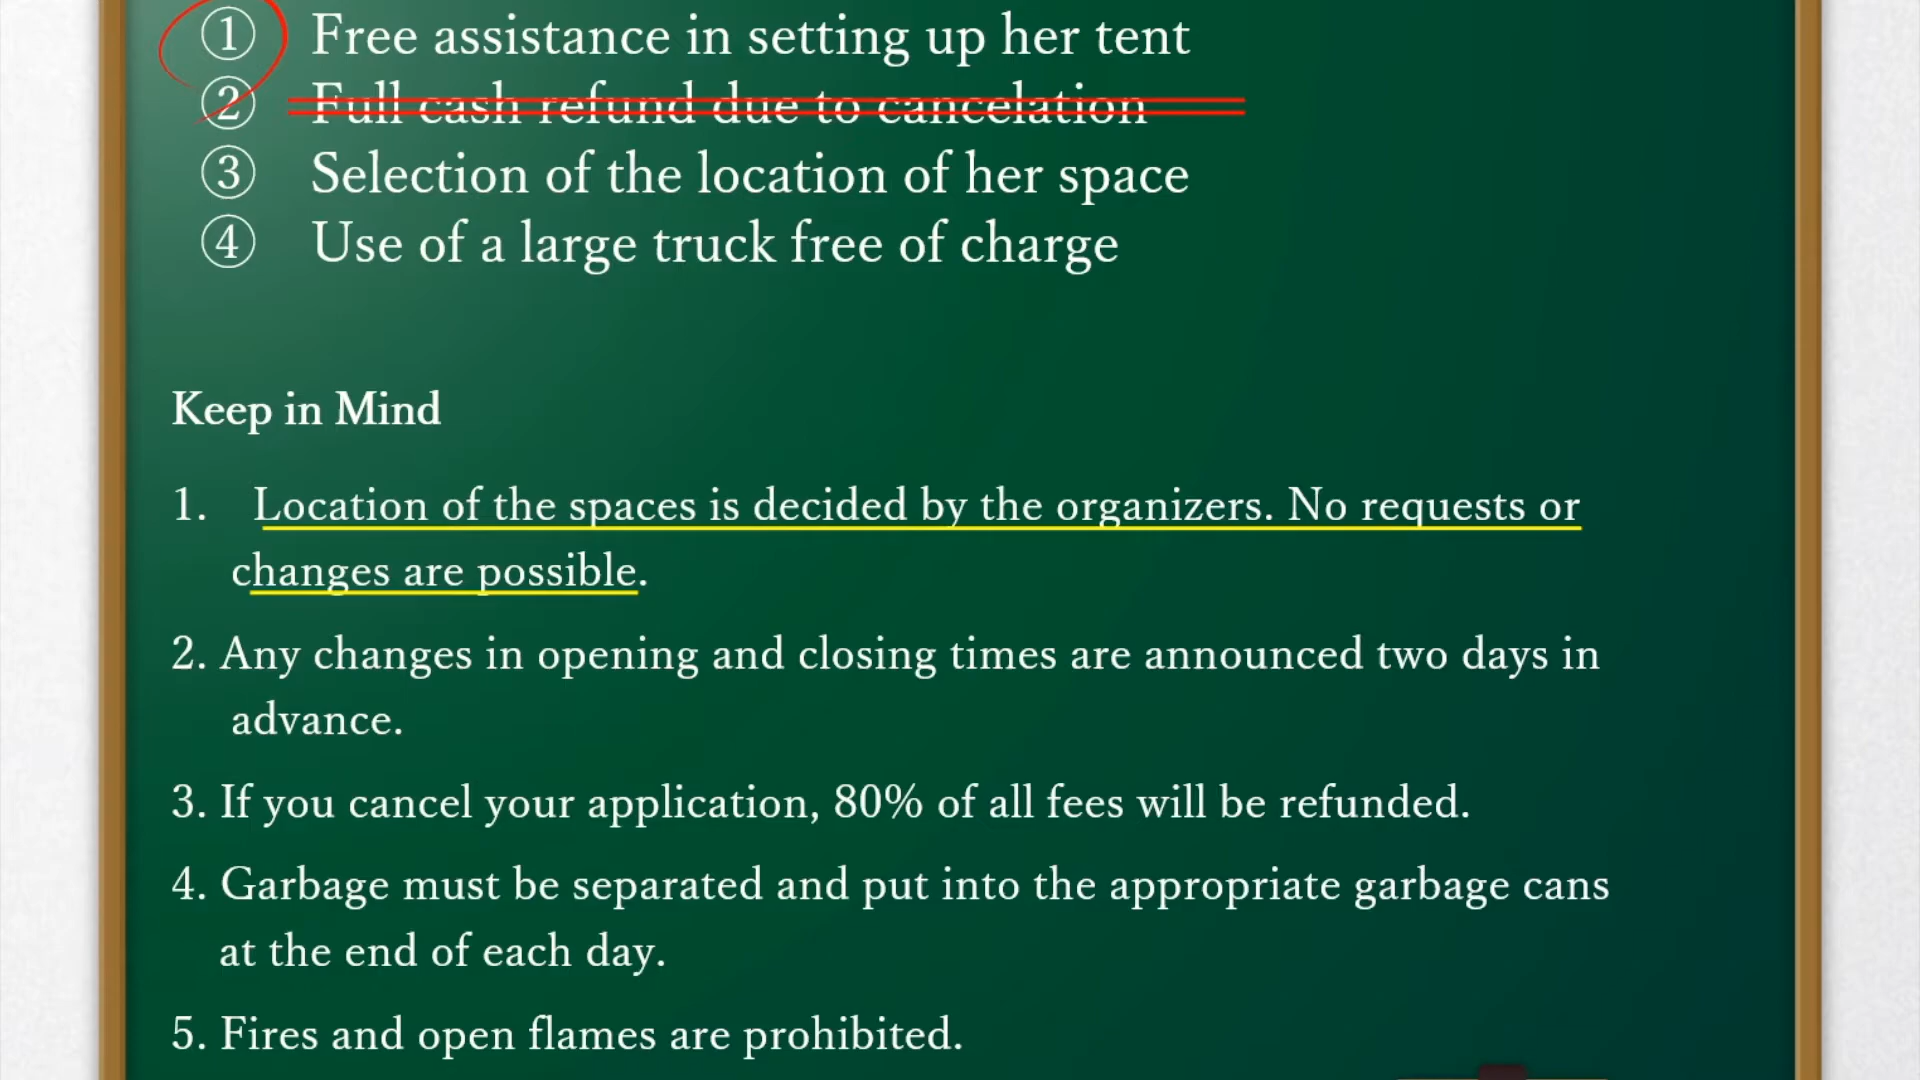 ① Free assistance in setting up her tent
② Full cash refund due to cancelation
③ Selection of the location of her space
④ Use of a large truck free of charge
Keep in Mind
1. Location of the spaces is decided by the organizers. No requests or
changes are possible.
2. Any changes in opening and closing times are announced two days in
advance.
3. If you cancel your application, 80% of all fees will be refunded.
4. Garbage must be separated and put into the appropriate garbage cans
at the end of each day.
5. Fires and open flames are prohibited.